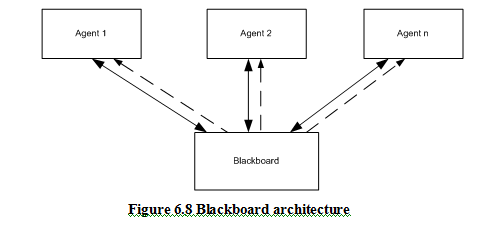 Agent 1
Agent 2
Agent n
Blackboard
Figure 6.8 Blackboard architecture